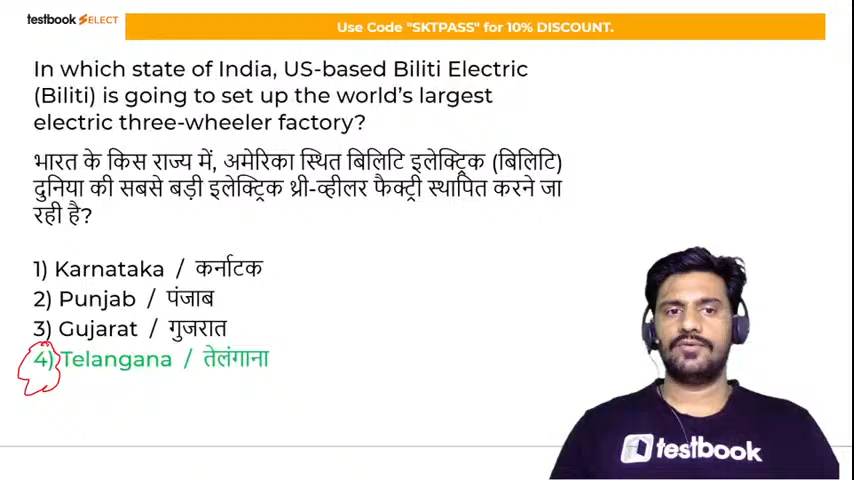 testbook SELECT
Use Code "SKTPASS" for 10% DISCOUNT.
In which state of India, US-based Biliti Electric
(Biliti) is going to set up the world's largest
electric three-wheeler factory?
भारत के किस राज्य में, अमेरिका स्थित बिलिटि इलेक्ट्रिक (बिलिटि)
दुनिया की सबसे बड़ी इलेक्ट्रिक थ्री-व्हीलर फैक्ट्री स्थापित करने जा
रही है?
1) Karnataka / कर्नाटक
2) Punjab / पंजाब
3) Gujarat / गुजरात
4) Telangana / तेलंगाना
testbook